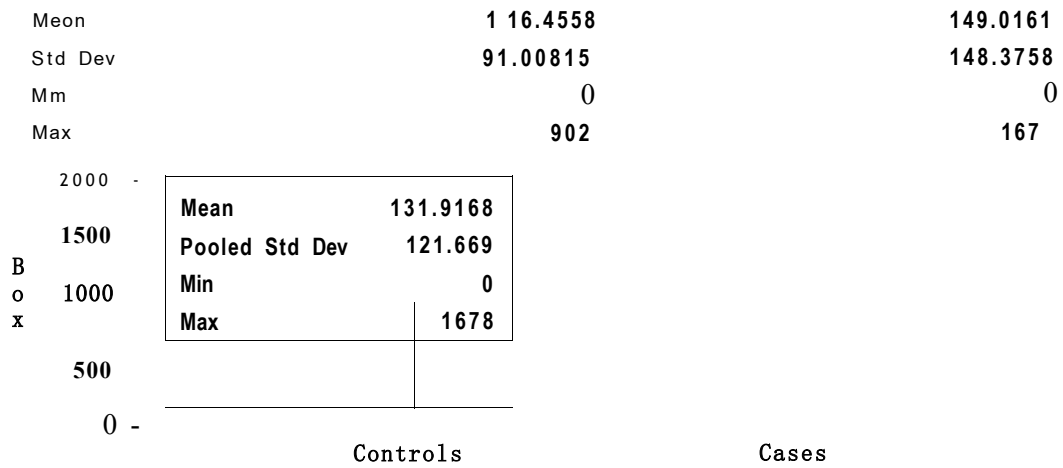 Meon 1 16.4558 149.0161
Std Dev 91.00815 148.3758
Mm 0 0
Max 902 167
2000 -
Mean 131.9168
1500
Pooled Std Dev 121.669
Min 0
1000
Max 1678
Box
500
0 -
Controls Cases